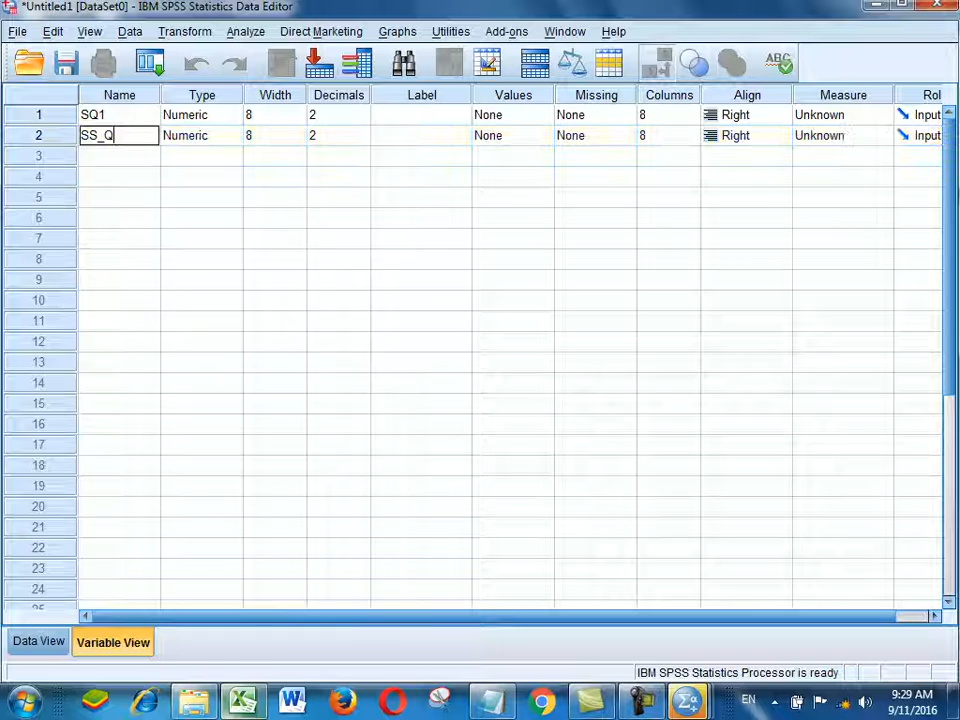 *Untitled1 [DataSet0] - IBM SPSS Statistics Data Editor
File Edit View Data Transform Analyze Direct Marketing Graphs Utilities Add-ons Window Help
ABC
Name Type Width Decimals Label Values Missing Columns Align Measure Rol
1 SQ1 Numeric 8 2 None None 8 Right Unknown Input
2 SS_Q Numeric 8 2 None None 8 Right Unknown Input
3
4
5
6
7
8
9
10
11
12
13
14
15
16
17
18
19
20
21
22
23
24
25
Data View Variable View
IBM SPSS Statistics Processor is ready
EN 9:29 AM
9/11/2016